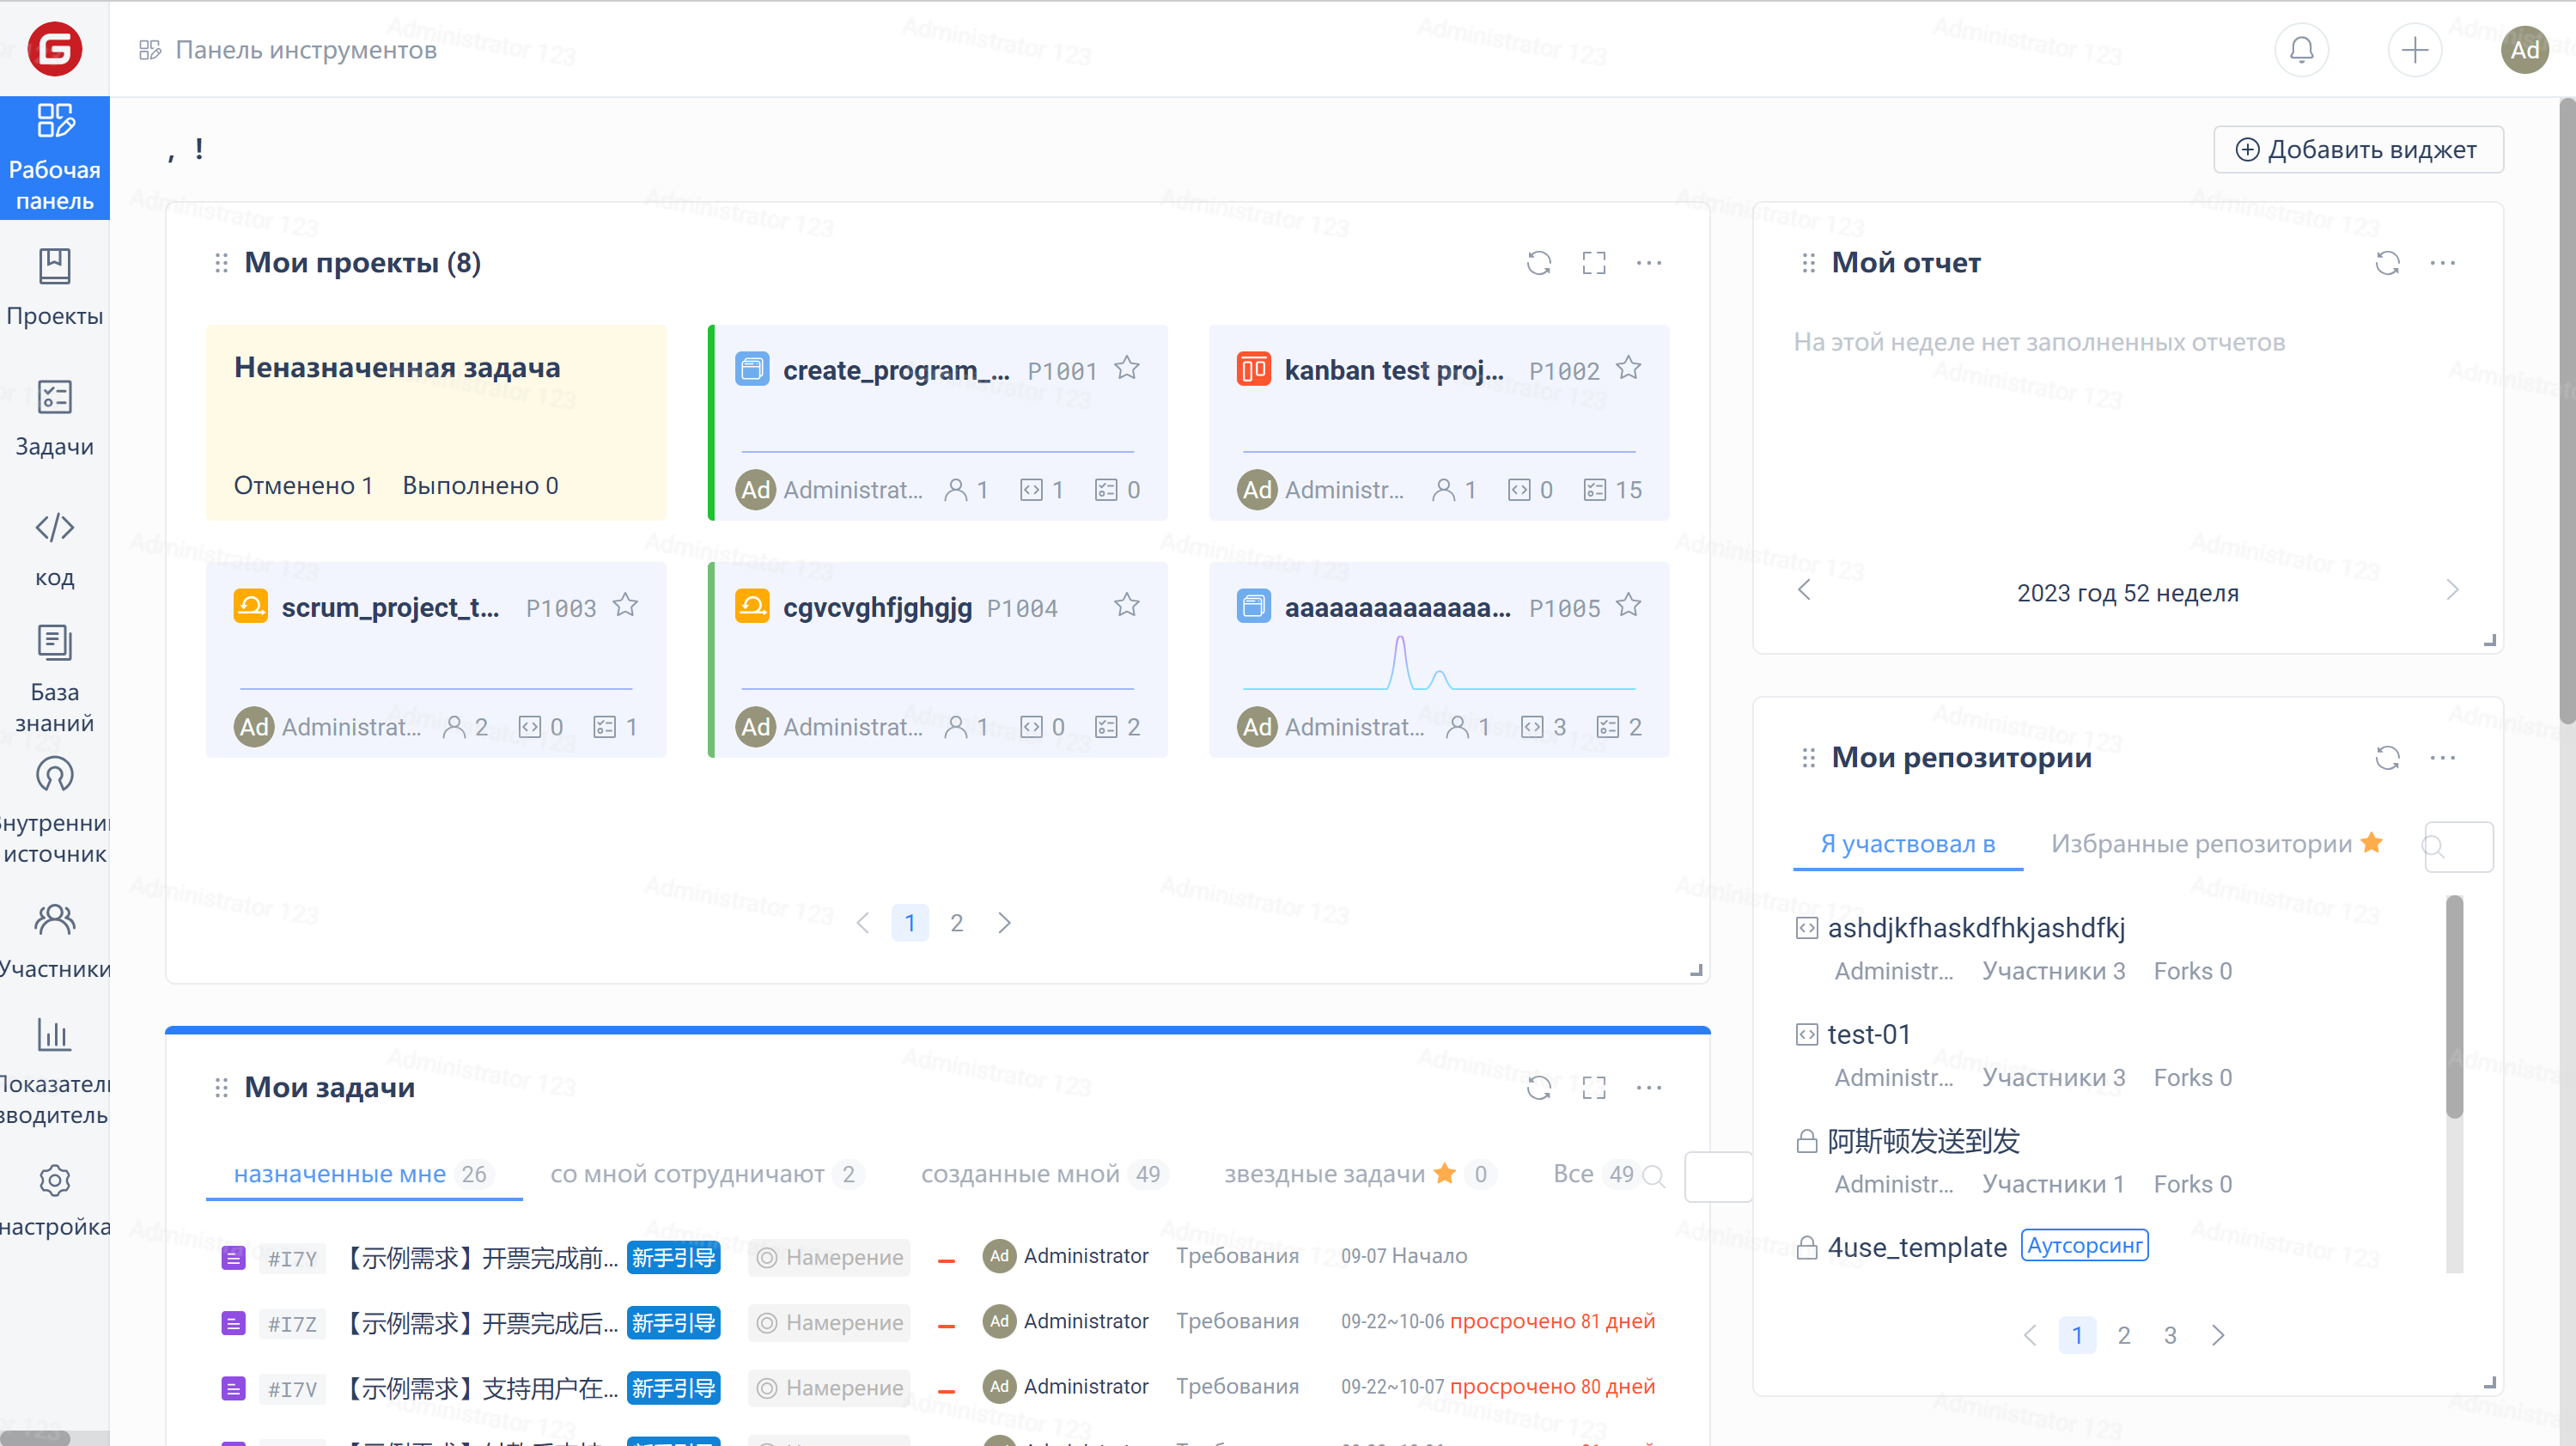 Панель инструментов
Ad
Рабочая
панель
Проекты
Задачи
код
База
знаний
Внутренний
источник
Участники
настройка
, !
Добавить виджет
Мои проекты (8)
Неназначенная задача
Отменено 1 Выполнено 0
create_program_... P1001
Ad Administrat... 1 1 0
kanban test proj... P1002
Ad Administr... 1 0 15
scrum_project_t... P1003
Ad Administrat... 2 0 1
cgvcvghfjghgjg P1004
Ad Administrat... 1 0 2
aaaaaaaaaaaaaa... P1005
Ad Administrat... 1 3 2
1 2
Мой отчет
На этой неделе нет заполненных отчетов
2023 год 52 неделя
Мои репозитории
Я участвовал в Избранные репозитории
ashdjkfhaskdfhkjashdfkj
Administr... Участники 3 Forks 0
test-01
Administr... Участники 3 Forks 0
阿斯顿发送到发
Administr... Участники 1 Forks 0
4use_template Аутсорсинг
1 2 3
Мои задачи
назначенные мне 26 со мной сотрудничают 2 созданные мной 49 звездные задачи 0 Все 49
#I7Y 【示例需求】开票完成前... 新手引导 Намерение Ad Administrator Требования 09-07 Начало
#I7Z 【示例需求】开票完成后... 新手引导 Намерение Ad Administrator Требования 09-22~10-06 просрочено 81 дней
#I7V 【示例需求】支持用户在... 新手引导 Намерение Ad Administrator Требования 09-22~10-07 просрочено 80 дней
Administrator 123